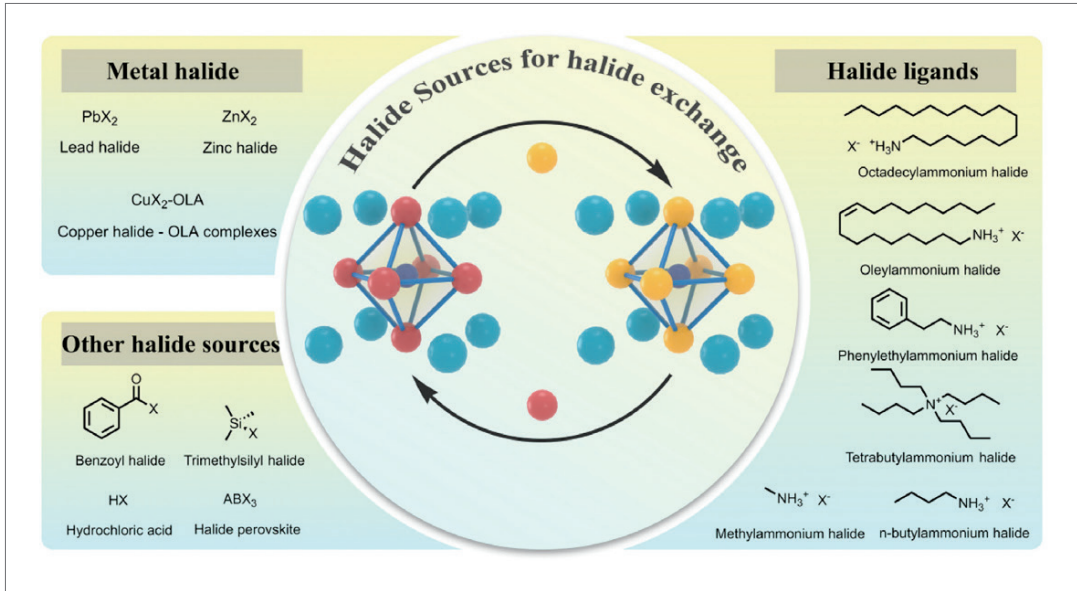 Metal halide
PbX₂
ZnX₂
Lead halide
Zinc halide
CuX₂-OLA
Copper halide - OLA complexes
Other halide sources
O
X
Si
X
Benzoyl halide
Trimethylsilyl halide
HX
ABX₃
Hydrochloric acid
Halide perovskite
Halide Sources for halide exchange
Halide ligands
X⁻ ⁺H₃N
Octadecylammonium halide
NH₃⁺ X⁻
Oleylammonium halide
NH₃⁺ X⁻
Phenylethylammonium halide
N⁺ X⁻
Tetrabutylammonium halide
NH₃⁺ X⁻
NH₃⁺ X⁻
Methylammonium halide
n-butylammonium halide